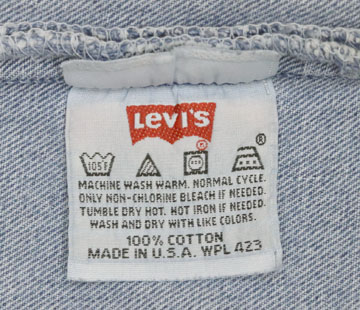 LEVI'S
®
105F
MACHINE WASH WARM. NORMAL CYCLE.
ONLY NON-CHLORINE BLEACH IF NEEDED.
TUMBLE DRY HOT. HOT IRON IF NEEDED.
WASH AND DRY WITH LIKE COLORS.
100% COTTON
MADE IN U.S.A. WPL 423